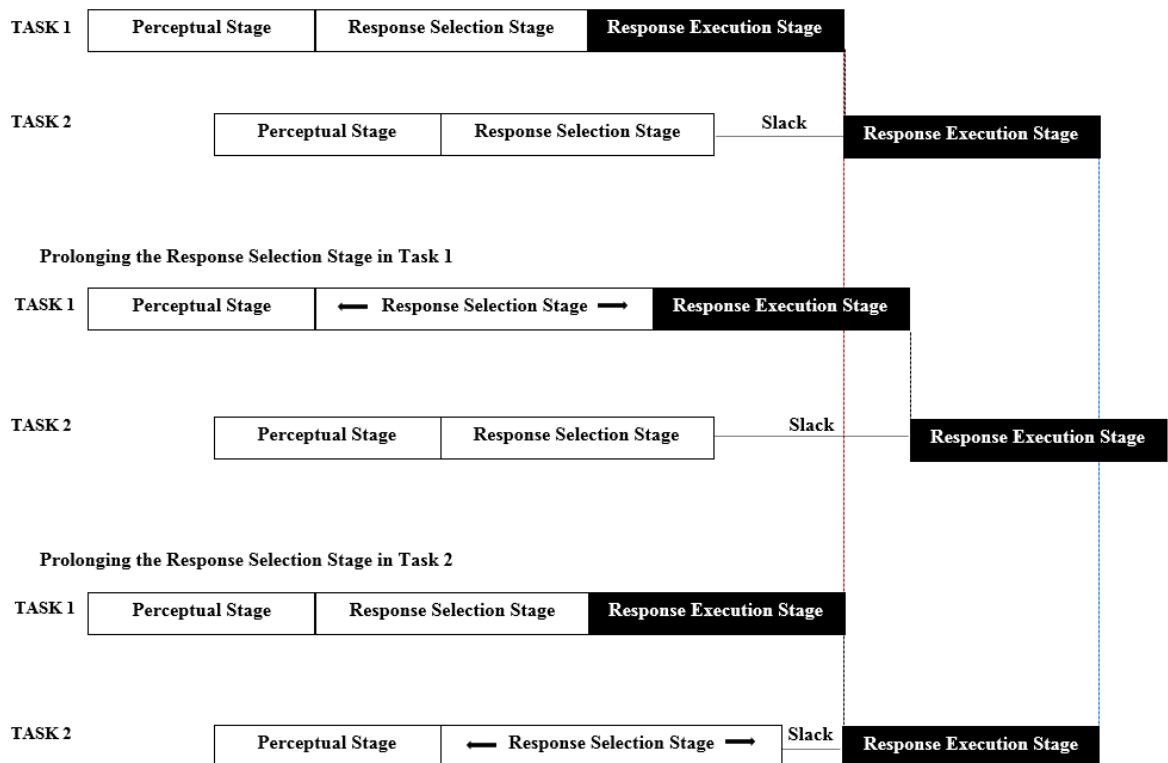 TASK 1 Perceptual Stage Response Selection Stage Response Execution Stage
TASK 2 Perceptual Stage Response Selection Stage Slack Response Execution Stage
Prolonging the Response Selection Stage in Task 1
TASK 1 Perceptual Stage Response Selection Stage Response Execution Stage
TASK 2 Perceptual Stage Response Selection Stage Slack Response Execution Stage
Prolonging the Response Selection Stage in Task 2
TASK 1 Perceptual Stage Response Selection Stage Response Execution Stage
TASK 2 Perceptual Stage Response Selection Stage Slack Response Execution Stage